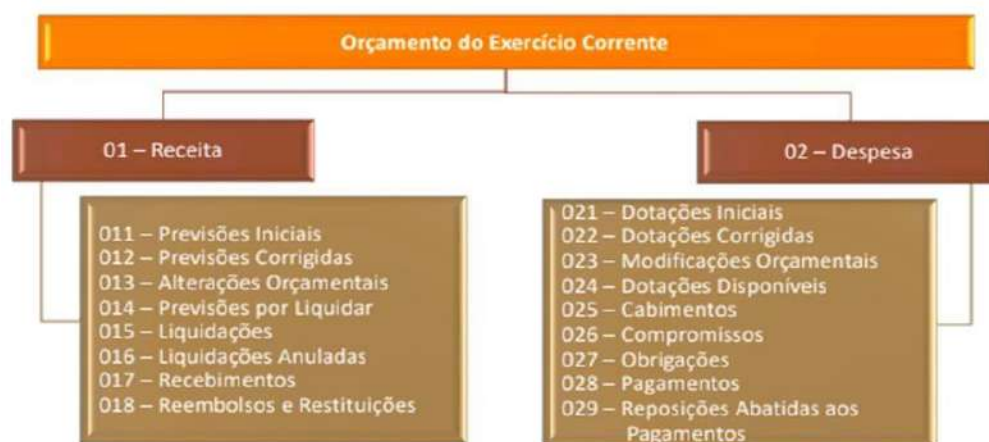 Orçamento do Exercício Corrente
01 – Receita
02 – Despesa
011 – Previsões Iniciais
012 – Previsões Corrigidas
013 – Alterações Orçamentais
014 – Previsões por Liquidar
015 – Liquidações
016 – Liquidações Anuladas
017 – Recebimentos
018 – Reembolsos e Restituições
021 – Dotações Iniciais
022 – Dotações Corrigidas
023 – Modificações Orçamentais
024 – Dotações Disponíveis
025 – Cabimentos
026 – Compromissos
027 – Obrigações
028 – Pagamentos
029 – Reposições Abatidas aos
Pagamentos